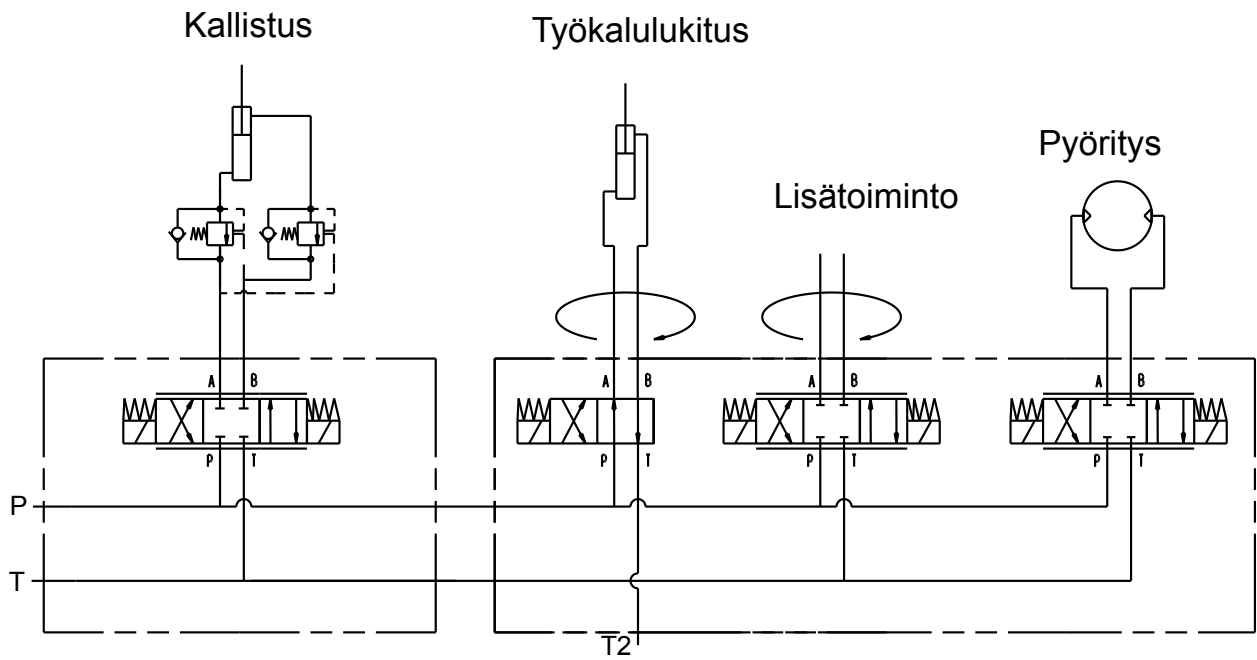 Kallistus
Työkalulukitus
Pyöritys
Lisätoiminto
A B
A B
A B
A B
P T
P T
P T
P T
P
T
T2